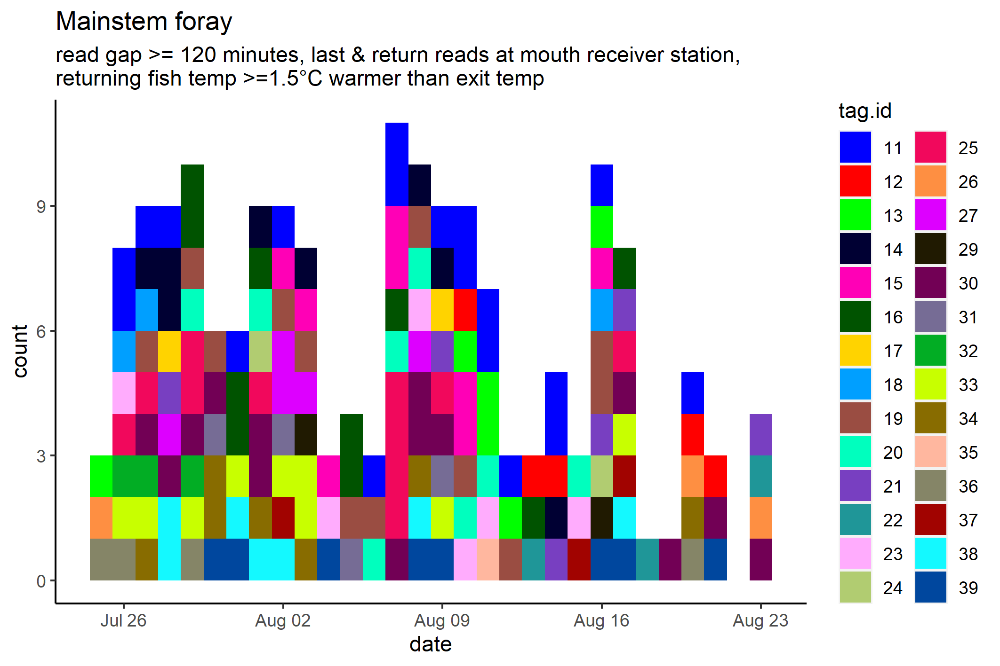 Mainstem foray
read gap >= 120 minutes, last & return reads at mouth receiver station,
returning fish temp >=1.5°C warmer than exit temp
tag.id
11 25
12 26
13 27
14 29
15 30
16 31
17 32
18 33
19 34
20 35
21 36
22 37
23 38
24 39
count
9
6
3
0
Jul 26 Aug 02 Aug 09 Aug 16 Aug 23
date